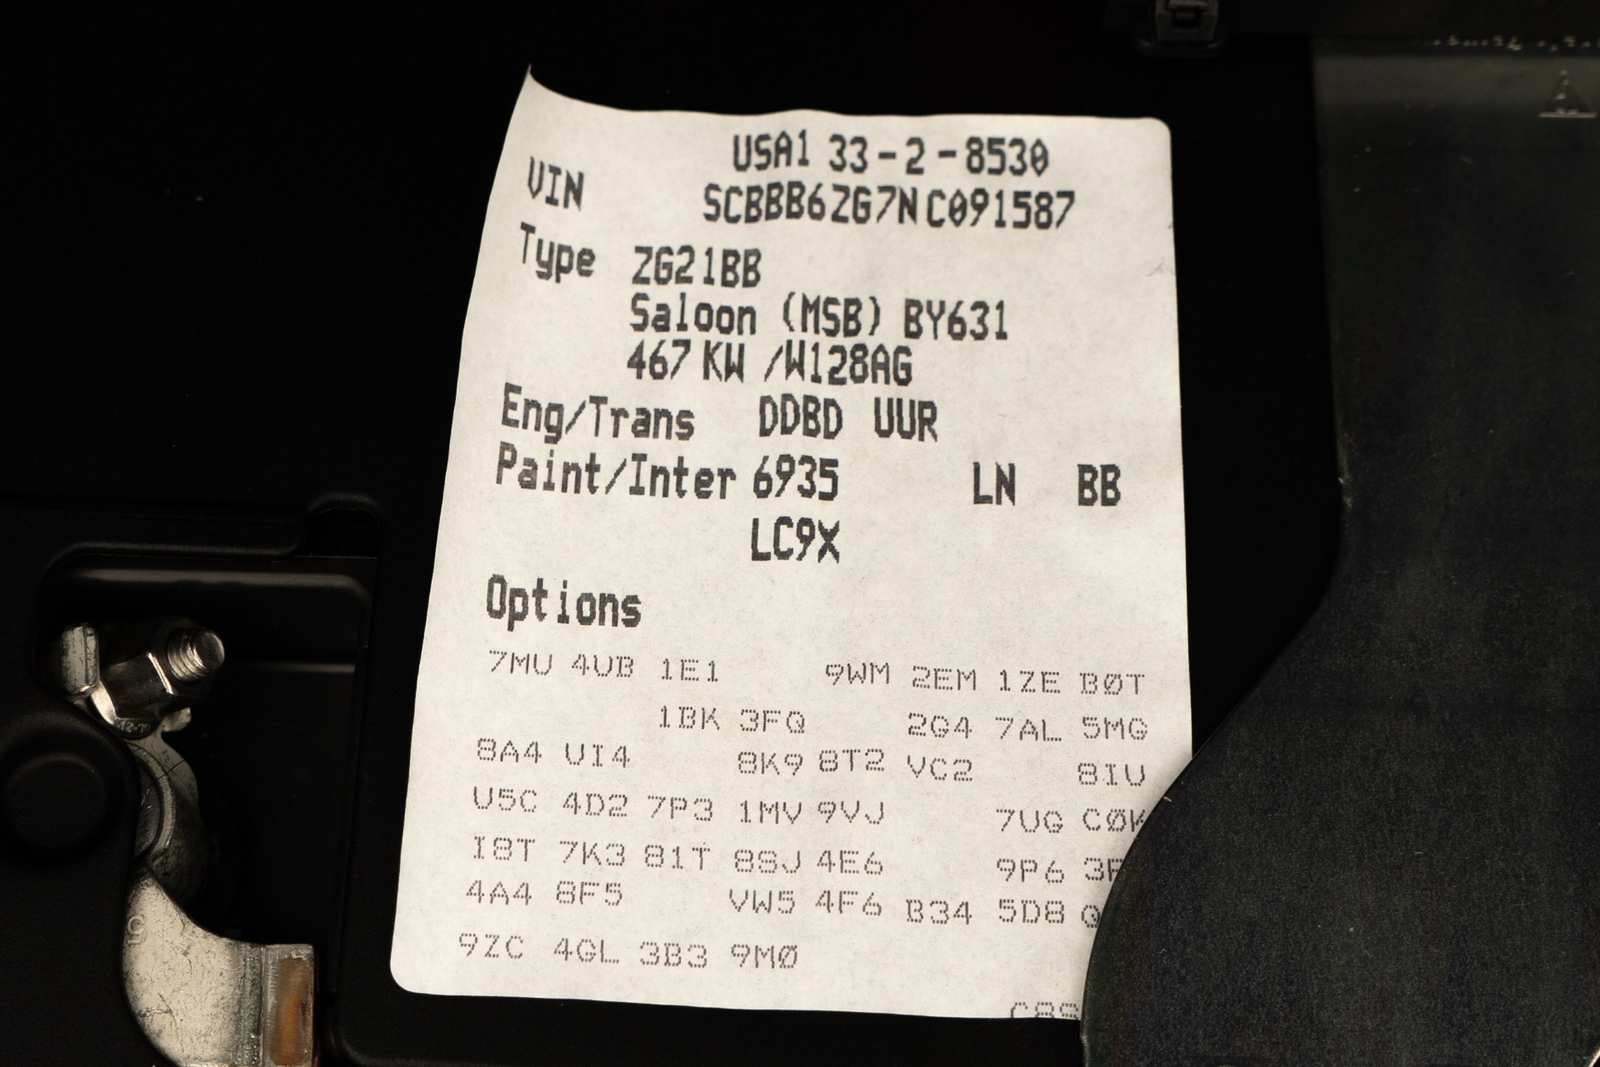 USA1 33-2-8530
VIN SCBBB6ZG7NC091587
Type ZG21BB
Saloon (MSB) BY631
467 KW /W128AG
Eng/Trans DDBD UUR
Paint/Inter 6935 LN BB
LC9X
Options
7MU 4UB 1E1 9WM 2EM 1ZE BØT
1BK 3FQ 2G4 7AL 5MG
8A4 UI4 8K9 8T2 VC2 8IU
U5C 4D2 7P3 1MV 9VJ 7UG CØK
I8T 7K3 81T 8SJ 4E6 9P6
4A4 8F5 VW5 4F6 B34 5D8
9ZC 4GL 3B3 9MØ